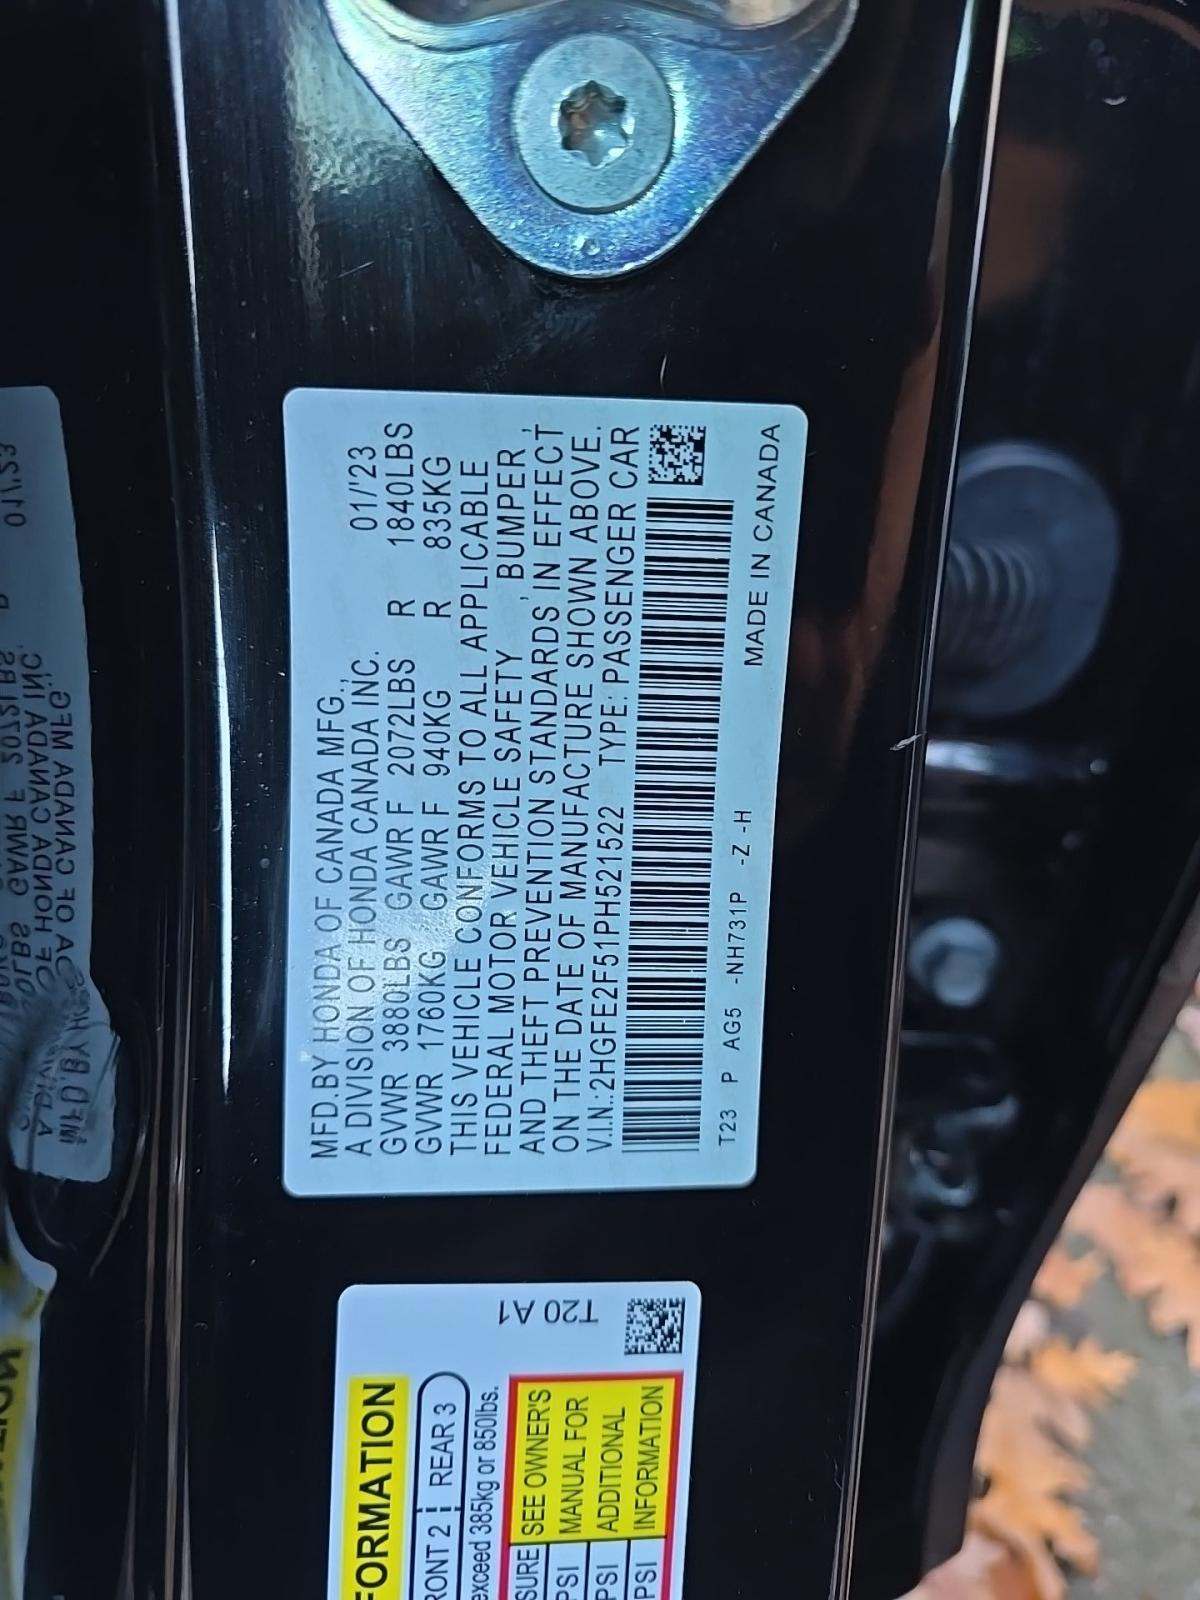 MFD.BY HONDA OF CANADA MFG.,
A DIVISION OF HONDA CANADA INC. 01/'23
GVWR 3880LBS GAWR F 2072LBS R 1840LBS
GVWR 1760KG GAWR F 940KG R 835KG
THIS VEHICLE CONFORMS TO ALL APPLICABLE
FEDERAL MOTOR VEHICLE SAFETY, BUMPER,
AND THEFT PREVENTION STANDARDS IN EFFECT
ON THE DATE OF MANUFACTURE SHOWN ABOVE.
V.I.N.:2HGFE2F51PH521522 TYPE: PASSENGER CAR
T23 P AG5 -NH731P -Z -H MADE IN CANADA
T20 A1
FORMATION
RONT 2 REAR 3
exceed 385kg or 850lbs.
SURE SEE OWNER'S
PSI MANUAL FOR
PSI ADDITIONAL
PSI INFORMATION